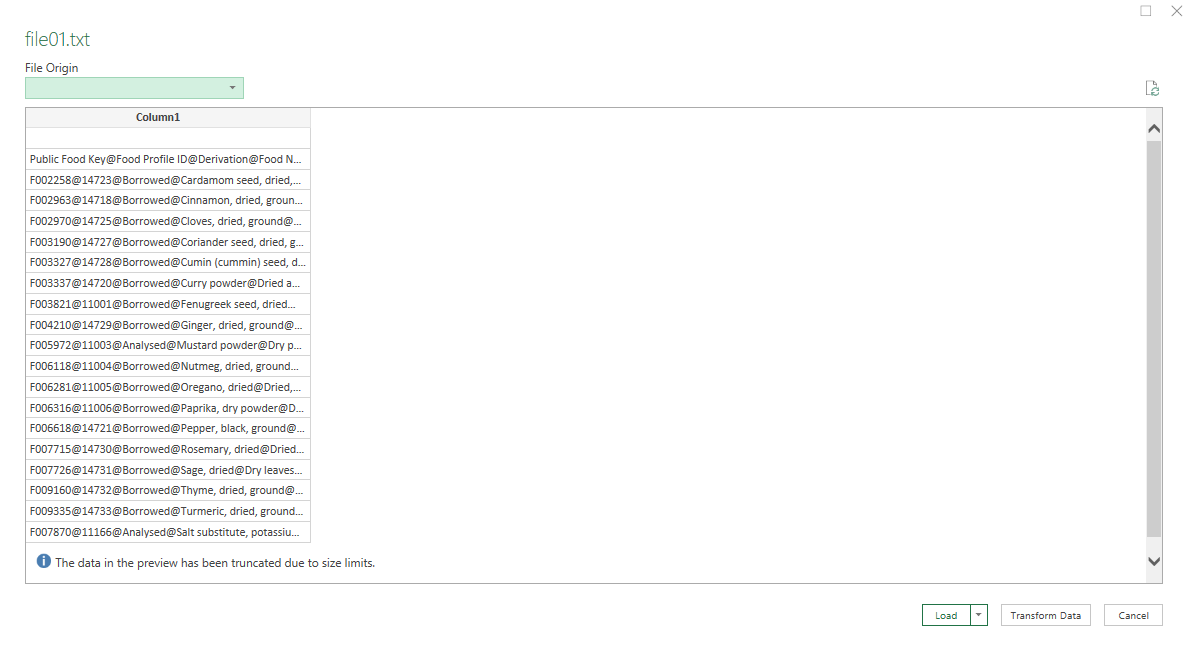 file01.txt
File Origin
Column1
Public Food Key@Food Profile ID@Derivation@Food N...
F002258@14723@Borrowed@Cardamom seed, dried,...
F002963@14718@Borrowed@Cinnamon, dried, groun...
F002970@14725@Borrowed@Cloves, dried, ground@...
F003190@14727@Borrowed@Coriander seed, dried, g...
F003327@14728@Borrowed@Cumin (cummin) seed, d...
F003337@14720@Borrowed@Curry powder@Dried a...
F003821@11001@Borrowed@Fenugreek seed, dried...
F004210@14729@Borrowed@Ginger, dried, ground@...
F005972@11003@Analysed@Mustard powder@Dry p...
F006118@11004@Borrowed@Nutmeg, dried, ground...
F006281@11005@Borrowed@Oregano, dried@Dried,...
F006316@11006@Borrowed@Paprika, dry powder@D...
F006618@14721@Borrowed@Pepper, black, ground@...
F007715@14730@Borrowed@Rosemary, dried@Dried...
F007726@14731@Borrowed@Sage, dried@Dry leaves...
F009160@14732@Borrowed@Thyme, dried, ground@...
F009335@14733@Borrowed@Turmeric, dried, ground...
F007870@11166@Analysed@Salt substitute, potassiu...
The data in the preview has been truncated due to size limits.
Load
Transform Data
Cancel